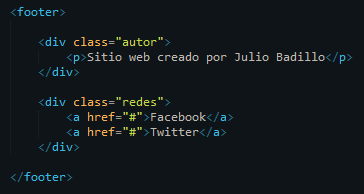 <footer>
<div class="autor">
<p>Sitio web creado por Julio Badillo</p>
</div>
<div class="redes">
<a href="#">Facebook</a>
<a href="#">Twitter</a>
</div>
</footer>